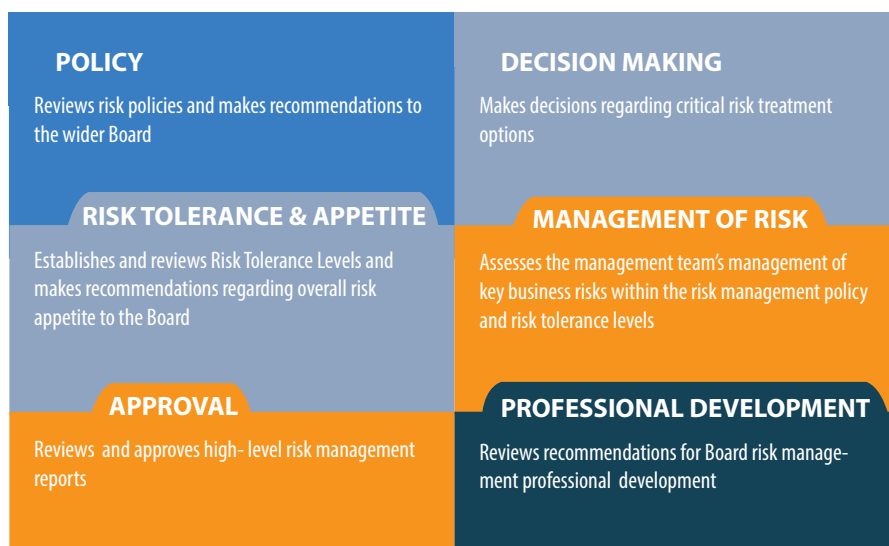 POLICY
Reviews risk policies and makes recommendations to
the wider Board
RISK TOLERANCE & APPETITE
Establishes and reviews Risk Tolerance Levels and
makes recommendations regarding overall risk
appetite to the Board
APPROVAL
Reviews and approves high- level risk management
reports
DECISION MAKING
Makes decisions regarding critical risk treatment
options
MANAGEMENT OF RISK
Assesses the management team's management of
key business risks within the risk management policy
and risk tolerance levels
PROFESSIONAL DEVELOPMENT
Reviews recommendations for Board risk manage-
ment professional development